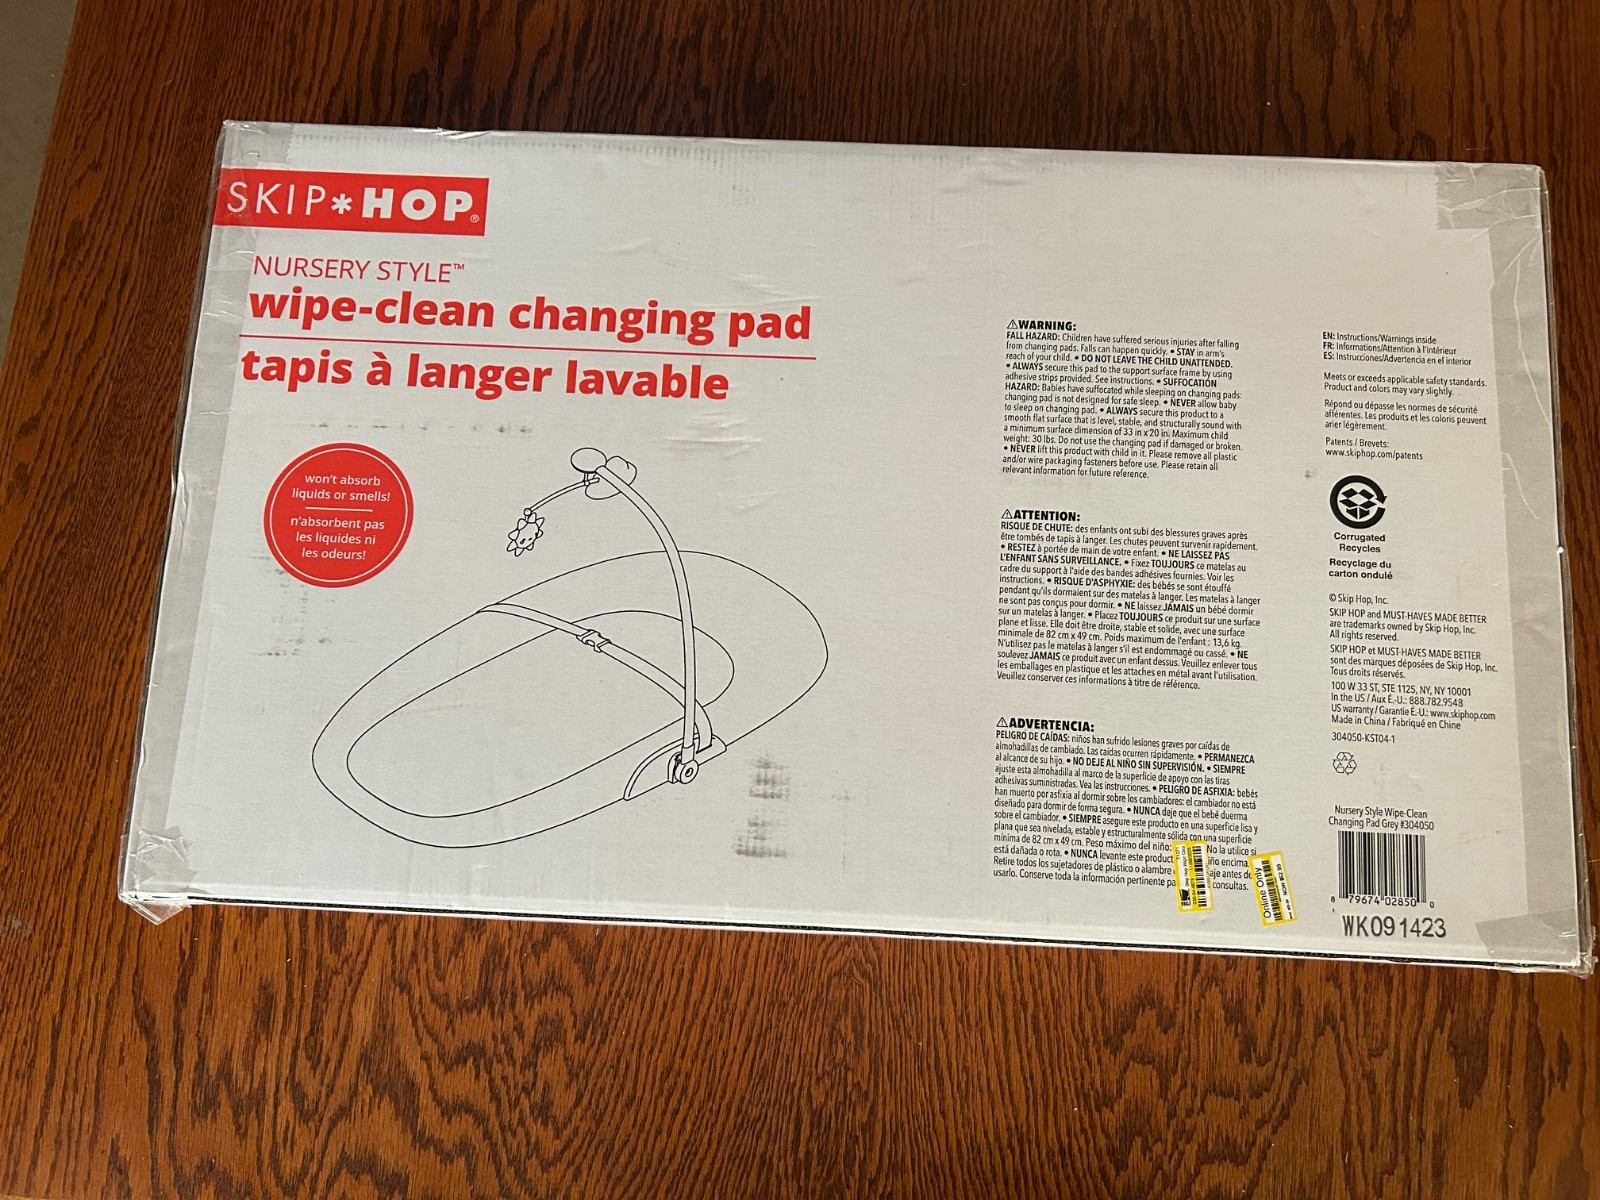 SKIP*HOP®
NURSERY STYLE™
wipe-clean changing pad
tapis à langer lavable
won't absorb
liquids or smells!
n'absorbent pas
les liquides ni
les odeurs!
⚠WARNING:
FALL HAZARD: Children have suffered serious injuries after falling
from changing pads. Falls can happen quickly. • STAY in arm's
reach of your child. • DO NOT LEAVE THE CHILD UNATTENDED.
• ALWAYS secure this pad to the support surface frame by using
adhesive strips provided. See instructions. • SUFFOCATION
HAZARD: Babies have suffocated while sleeping on changing pads:
changing pad is not designed for safe sleep. • NEVER allow baby
to sleep on changing pad. • ALWAYS secure this product to a
smooth flat surface that is level, stable, and structurally sound with
a minimum surface dimension of 33 in x 20 in. Maximum child
weight: 30 lbs. Do not use the changing pad if damaged or broken.
• NEVER lift this product with child in it. Please remove all plastic
and/or wire packaging fasteners before use. Please retain all
relevant information for future reference.
⚠ATTENTION:
RISQUE DE CHUTE: des enfants ont subi des blessures graves après
être tombés de tapis à langer. Les chutes peuvent survenir rapidement.
• RESTEZ à portée de main de votre enfant. • NE LAISSEZ PAS
L'ENFANT SANS SURVEILLANCE. • Fixez TOUJOURS ce matelas au
cadre du support à l'aide des bandes adhésives fournies. Voir les
instructions. • RISQUE D'ASPHYXIE: des bébés se sont étouffé
pendant qu'ils dormaient sur des matelas à langer. Les matelas à langer
ne sont pas conçus pour dormir. • NE laissez JAMAIS un bébé dormir
sur un matelas à langer. • Placez TOUJOURS ce produit sur une surface
plane et lisse. Elle doit être droite, stable et solide, avec une surface
minimale de 82 cm x 49 cm. Poids maximum de l'enfant : 13,6 kg.
N'utilisez pas le matelas à langer s'il est endommagé ou cassé. • NE
soulevez JAMAIS ce produit avec un enfant dessus. Veuillez enlever tous
les emballages en plastique et les attaches en métal avant l'utilisation.
Veuillez conserver ces informations à titre de référence.
⚠ADVERTENCIA:
PELIGRO DE CAÍDAS: niños han sufrido lesiones graves por caídas de
almohadillas de cambiado. Las caídas ocurren rápidamente. • PERMANEZCA
al alcance de su hijo. • NO DEJE AL NIÑO SIN SUPERVISIÓN. • SIEMPRE
ajuste esta almohadilla al marco de la superficie de apoyo con las tiras
adhesivas suministradas. Vea las instrucciones. • PELIGRO DE ASFIXIA: bebés
han muerto por asfixia al dormir sobre los cambiadores: el cambiador no está
diseñado para dormir de forma segura. • NUNCA deje que el bebé duerma
sobre el cambiador. • SIEMPRE asegure este producto en una superficie lisa y
plana que sea nivelada, estable y estructuralmente sólida con una superficie
mínima de 82 cm x 49 cm. Peso máximo del niño: No la utilice si
está dañada o rota. • NUNCA levante este product ño encima.
Retire todos los sujetadores de plástico o alambre aje antes de
usarlo. Conserve toda la información pertinente pa consultas.
Online Only
EN: Instructions/Warnings inside
FR: Informations/Attention à l'intérieur
ES: Instrucciones/Advertencia en el interior
Meets or exceeds applicable safety standards.
Product and colors may vary slightly.
Répond ou dépasse les normes de sécurité
afférentes. Les produits et les coloris peuvent
arier légèrement.
Patents / Brevets:
www.skiphop.com/patents
Corrugated
Recycles
Recyclage du
carton ondulé
© Skip Hop, Inc.
SKIP HOP and MUST-HAVES MADE BETTER
are trademarks owned by Skip Hop, Inc.
All rights reserved.
SKIP HOP et MUST-HAVES MADE BETTER
sont des marques déposées de Skip Hop, Inc.
Tous droits réservés.
100 W 33 ST, STE 1125, NY, NY 10001
In the US / Aux É.-U.: 888.782.9548
US warranty / Garantie É.-U.: www.skiphop.com
Made in China / Fabriqué en Chine
304050-KST04-1
Nursery Style Wipe-Clean
Changing Pad Grey #304050
8 79674 02850 0
WK091423